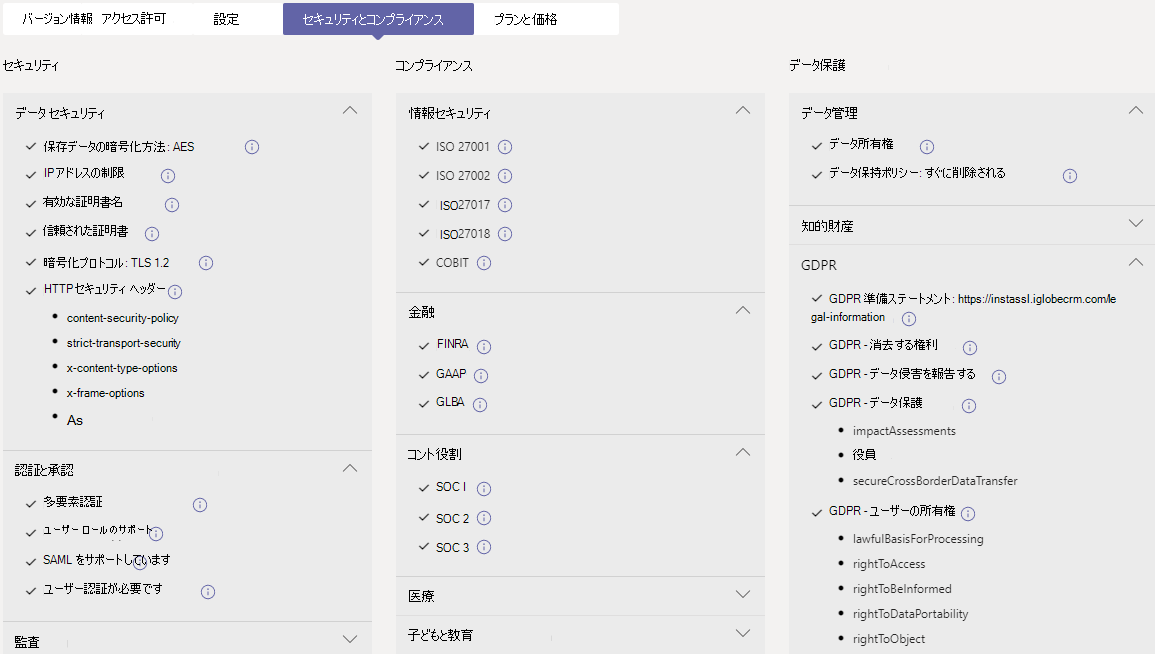 バージョン情報 アクセス許可 設定 セキュリティとコンプライアンス プランと価格
セキュリティ
データ セキュリティ
保存データの暗号化方法: AES
IPアドレスの制限
有効な証明書名
信頼された証明書
暗号化プロトコル: TLS 1.2
HTTPセキュリティ ヘッダー
content-security-policy
strict-transport-security
x-content-type-options
x-frame-options
As
認証と承認
多要素認証
ユーザー ロールのサポート
SAML をサポートしています
ユーザー認証が必要です
監査
コンプライアンス
情報セキュリティ
ISO 27001
ISO 27002
ISO27017
ISO27018
COBIT
金融
FINRA
GAAP
GLBA
コント役割
SOC I
SOC 2
SOC 3
医療
子どもと教育
データ保護
データ管理
データ所有権
データ保持ポリシー: すぐに削除される
知的財産
GDPR
GDPR 準備ステートメント: https://instassl.iglobecrm.com/le
gal-information
GDPR - 消去する権利
GDPR - データ侵害を報告する
GDPR - データ保護
impactAssessments
役員
secureCrossBorderDataTransfer
GDPR - ユーザーの所有権
lawfulBasisForProcessing
rightToAccess
rightToBeInformed
rightToDataPortability
rightToObject